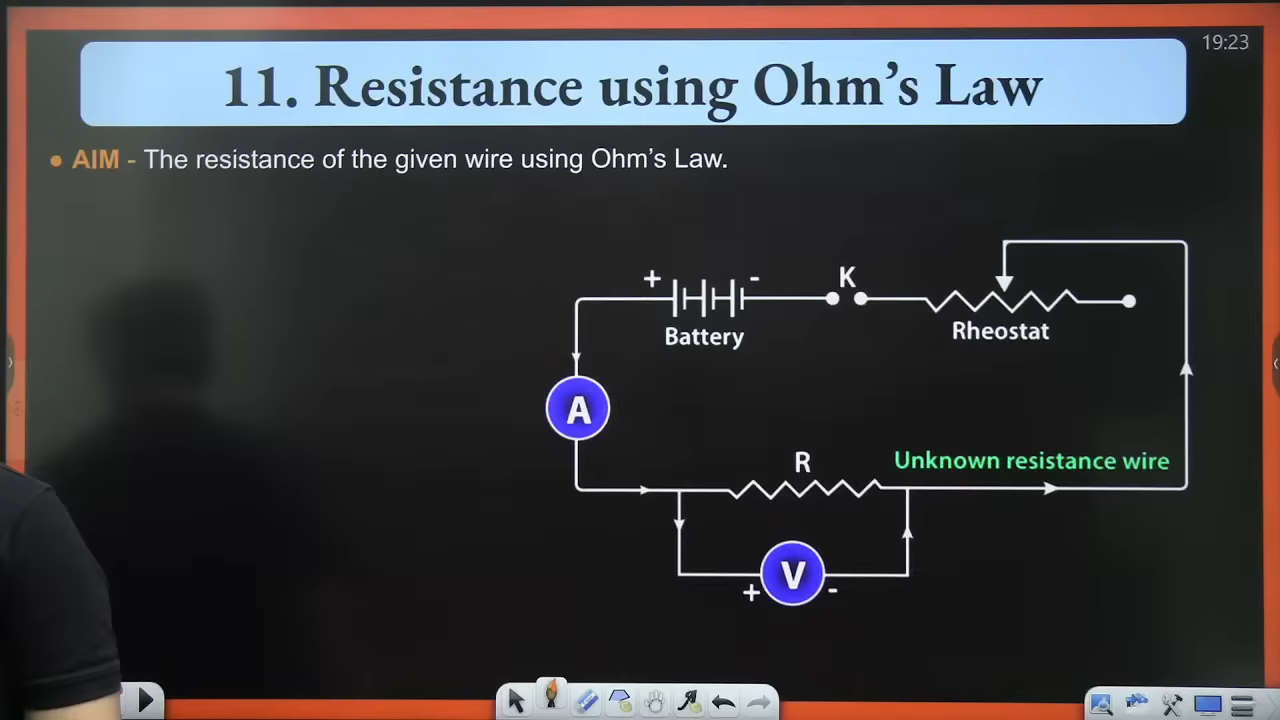 19:23
11. Resistance using Ohm's Law
● AIM - The resistance of the given wire using Ohm's Law.
+ - K
Battery
Rheostat
A
R
Unknown resistance wire
V
+ -